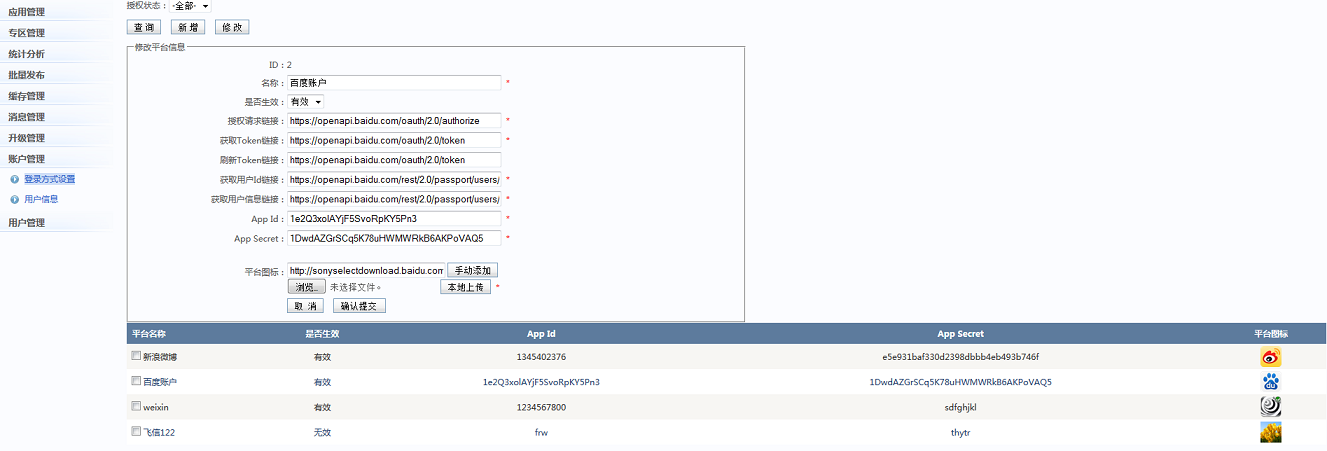 应用管理
专区管理
统计分析
批量发布
缓存管理
消息管理
升级管理
账户管理
登录方式设置
用户信息
用户管理
授权状态： -全部-
查 询 新 增 修 改
修改平台信息
ID：2
名称： 百度账户 *
是否生效： 有效
授权请求链接： https://openapi.baidu.com/oauth/2.0/authorize *
获取Token链接： https://openapi.baidu.com/oauth/2.0/token *
刷新Token链接： https://openapi.baidu.com/oauth/2.0/token
获取用户Id链接： https://openapi.baidu.com/rest/2.0/passport/users/ *
获取用户信息链接： https://openapi.baidu.com/rest/2.0/passport/users/ *
App Id： 1e2Q3xolAYjF5SvoRpKY5Pn3 *
App Secret： 1DwdAZGrSCq5K78uHWMWRkB6AKPoVAQ5 *
平台图标： http://sonyselectdownload.baidu.com 手动添加
浏览... 未选择文件。 本地上传 *
取 消 确认提交
平台名称 是否生效 App Id App Secret 平台图标
新浪微博 有效 1345402376 e5e931baf330d2398dbbb4eb493b746f
百度账户 有效 1e2Q3xolAYjF5SvoRpKY5Pn3 1DwdAZGrSCq5K78uHWMWRkB6AKPoVAQ5 du
weixin 有效 1234567800 sdfghjkl
飞信122 无效 frw thytr